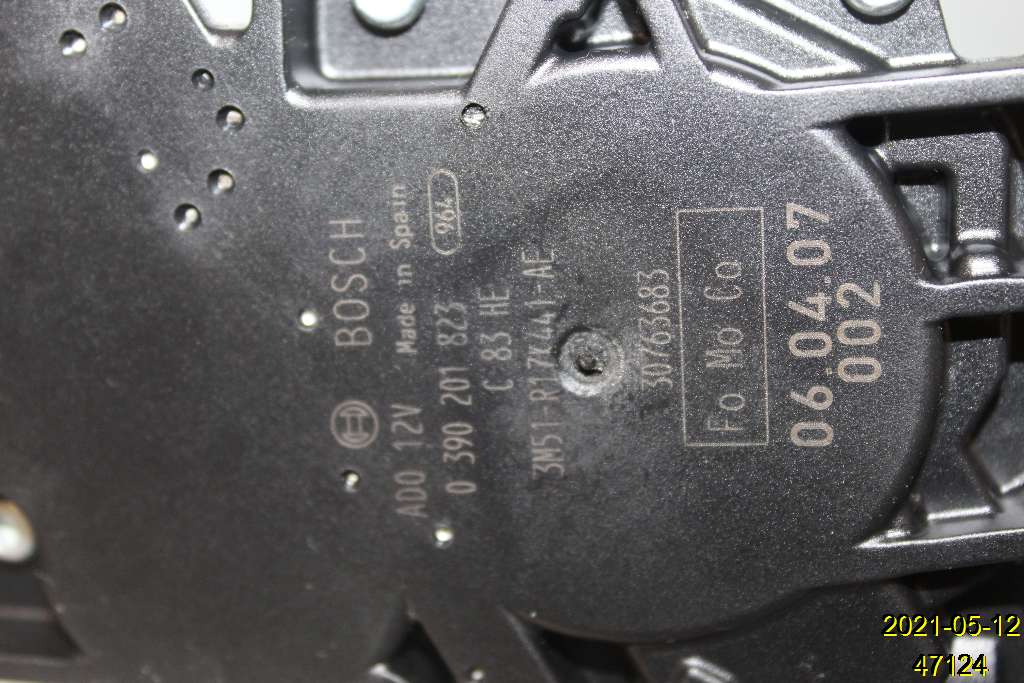 BOSCH
Made in Spain
964
ADO 12V
0 390 201 823
C 83 HE
3M51-R17K441-AE
30763683
Fo Mo Co
06.04.07
002
2021-05-12
47124